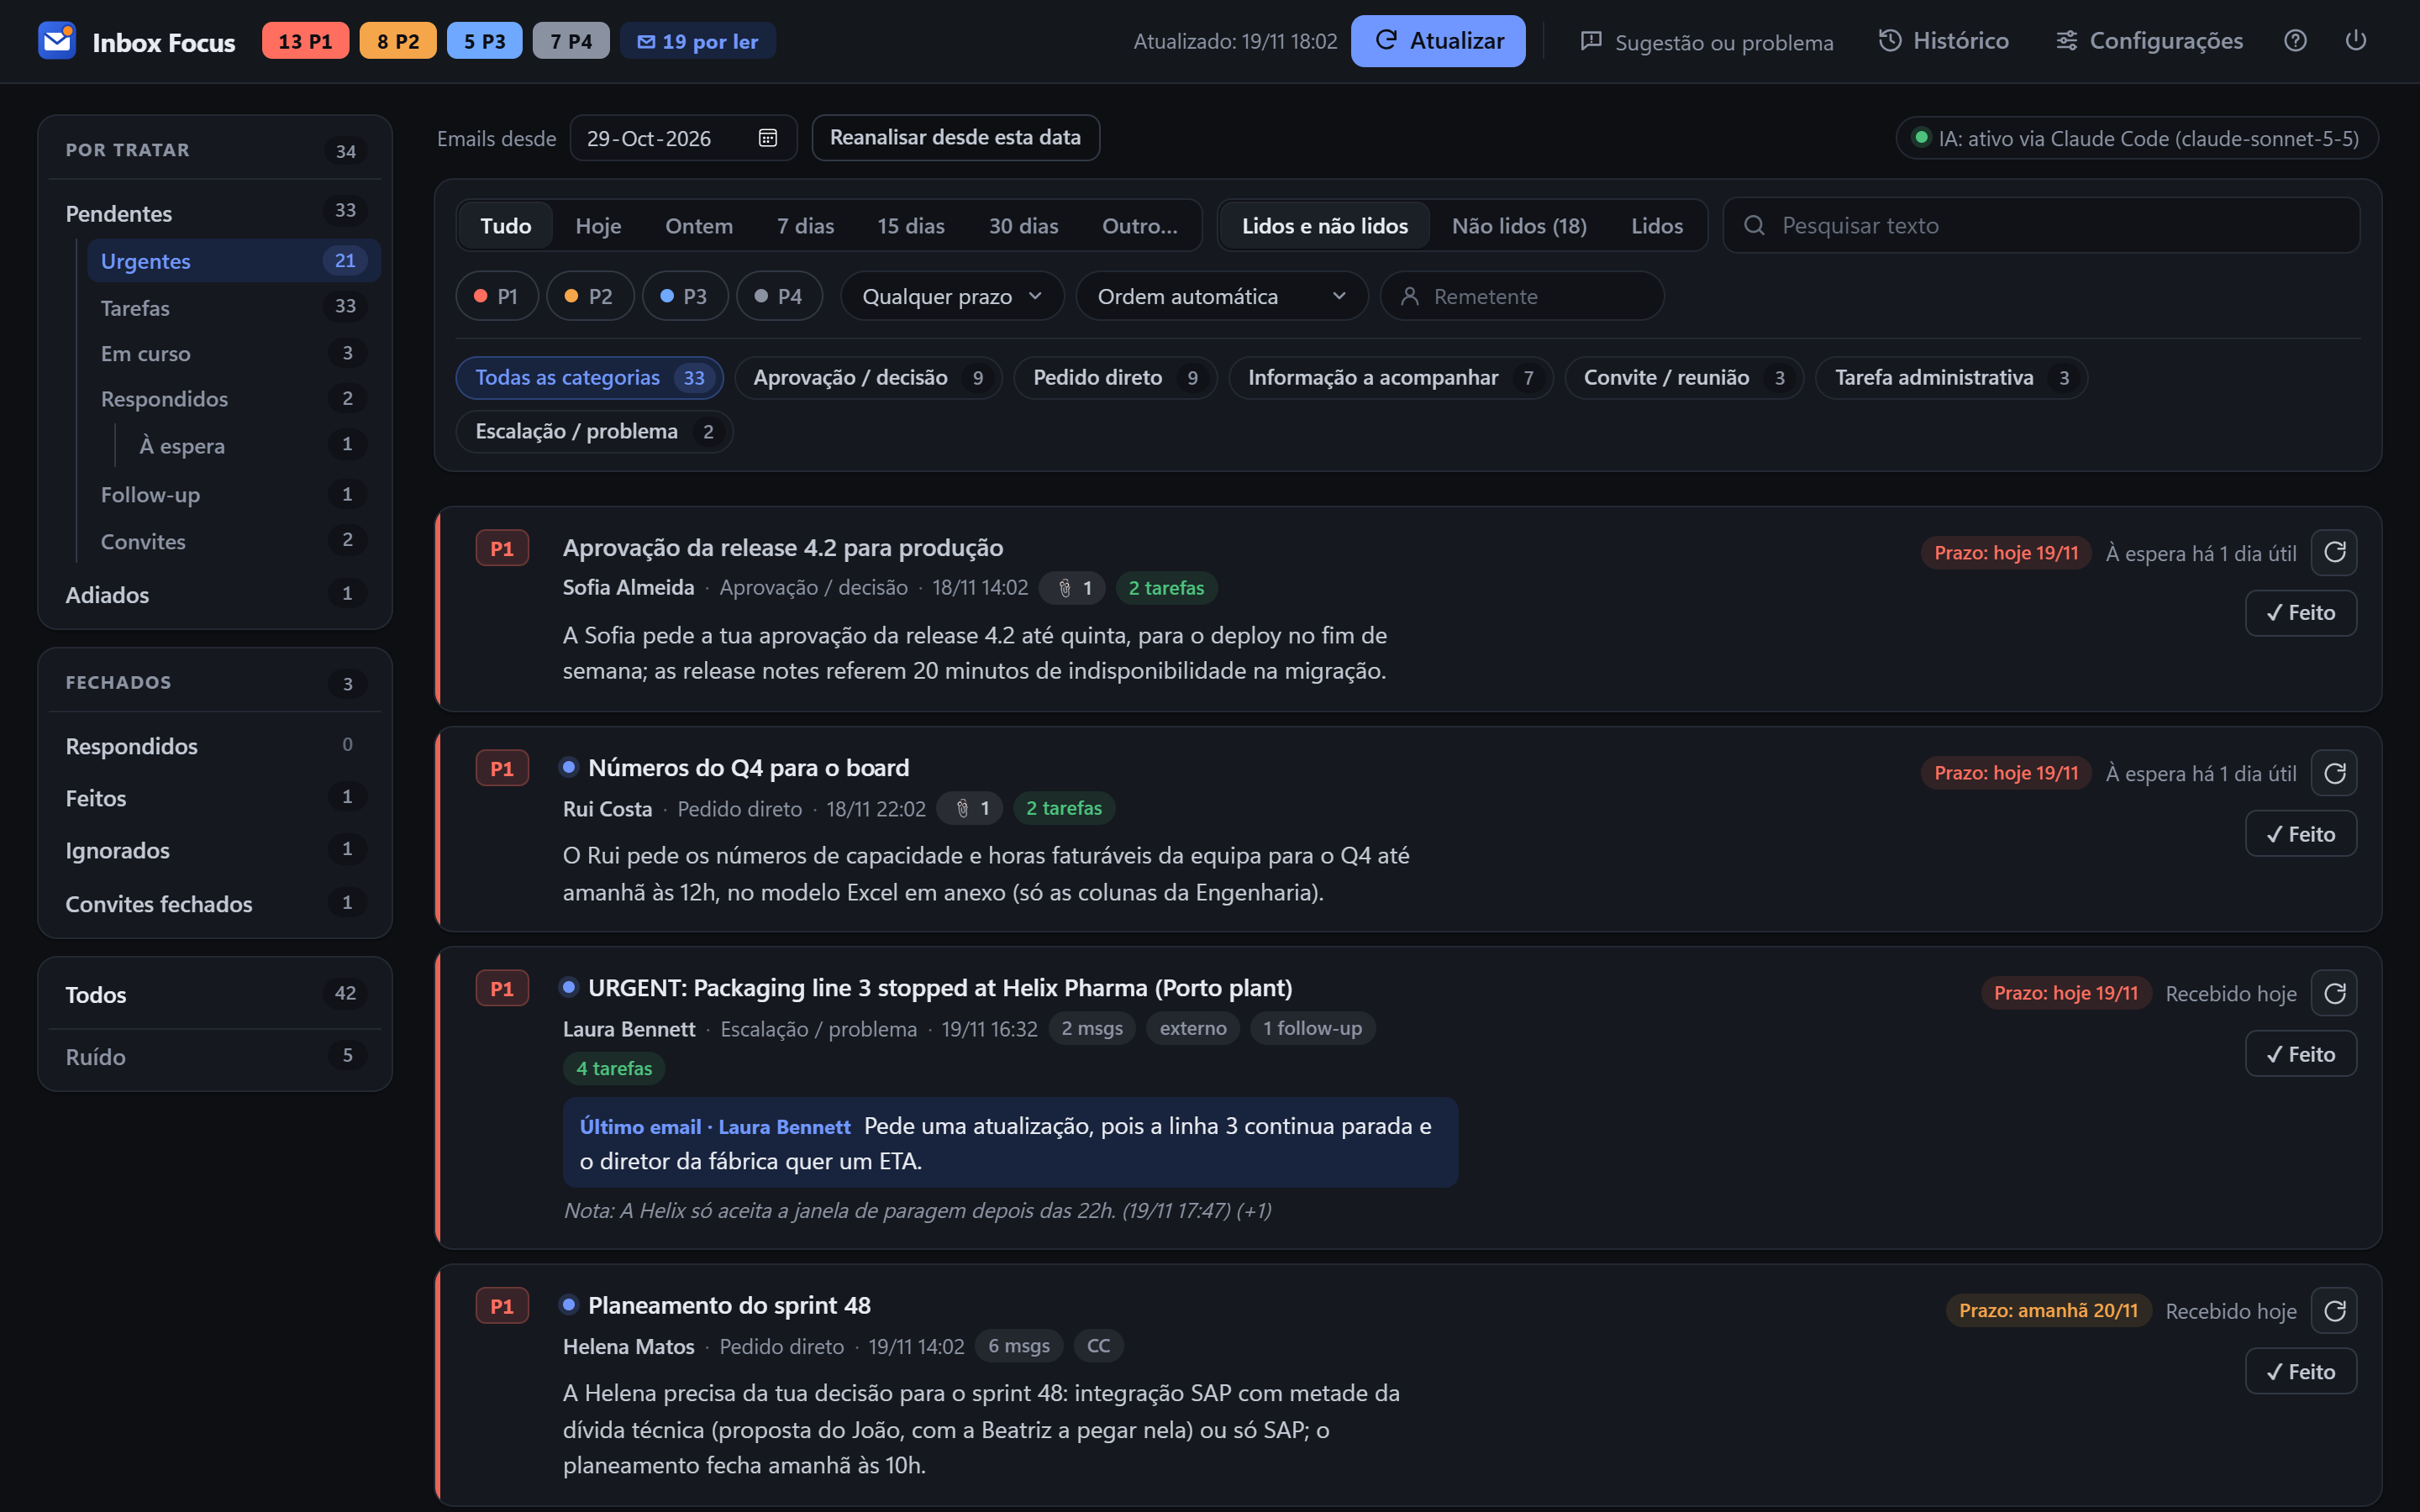 Inbox Focus 13 P1 8 P2 5 P3 7 P4 19 por ler Atualizado: 19/11 18:02 Atualizar Sugestão ou problema Histórico Configurações
POR TRATAR 34
Pendentes 33
Urgentes 21
Tarefas 33
Em curso 3
Respondidos 2
À espera 1
Follow-up 1
Convites 2
Adiados 1
FECHADOS 3
Respondidos 0
Feitos 1
Ignorados 1
Convites fechados 1
Todos 42
Ruído 5
Emails desde 29-Oct-2026 Reanalisar desde esta data IA: ativo via Claude Code (claude-sonnet-5-5)
Tudo Hoje Ontem 7 dias 15 dias 30 dias Outro... Lidos e não lidos Não lidos (18) Lidos Pesquisar texto
P1 P2 P3 P4 Qualquer prazo Ordem automática Remetente
Todas as categorias 33 Aprovação / decisão 9 Pedido direto 9 Informação a acompanhar 7 Convite / reunião 3 Tarefa administrativa 3
Escalação / problema 2
P1 Aprovação da release 4.2 para produção Prazo: hoje 19/11 À espera há 1 dia útil
Sofia Almeida · Aprovação / decisão · 18/11 14:02 1 2 tarefas
✓ Feito
A Sofia pede a tua aprovação da release 4.2 até quinta, para o deploy no fim de
semana; as release notes referem 20 minutos de indisponibilidade na migração.
P1 Números do Q4 para o board Prazo: hoje 19/11 À espera há 1 dia útil
Rui Costa · Pedido direto · 18/11 22:02 1 2 tarefas
✓ Feito
O Rui pede os números de capacidade e horas faturáveis da equipa para o Q4 até
amanhã às 12h, no modelo Excel em anexo (só as colunas da Engenharia).
P1 URGENT: Packaging line 3 stopped at Helix Pharma (Porto plant) Prazo: hoje 19/11 Recebido hoje
Laura Bennett · Escalação / problema · 19/11 16:32 2 msgs externo 1 follow-up
✓ Feito
4 tarefas
Último email · Laura Bennett Pede uma atualização, pois a linha 3 continua parada e
o diretor da fábrica quer um ETA.
Nota: A Helix só aceita a janela de paragem depois das 22h. (19/11 17:47) (+1)
P1 Planeamento do sprint 48 Prazo: amanhã 20/11 Recebido hoje
Helena Matos · Pedido direto · 19/11 14:02 6 msgs CC
✓ Feito
A Helena precisa da tua decisão para o sprint 48: integração SAP com metade da
dívida técnica (proposta do João, com a Beatriz a pegar nela) ou só SAP; o
planeamento fecha amanhã às 10h.